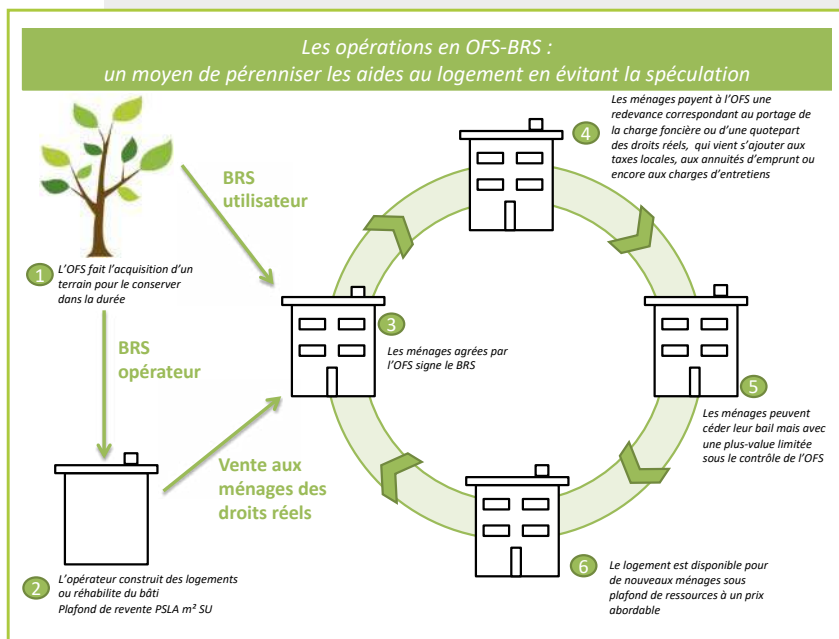 Les opérations en OFS-BRS :
un moyen de pérenniser les aides au logement en évitant la spéculation
1
L'OFS fait l'acquisition d'un
terrain pour le conserver
dans la durée
BRS
utilisateur
BRS
opérateur
2
L'opérateur construit des logements
ou réhabilite du bâti
Plafond de revente PSLA m² SU
Vente aux
ménages des
droits réels
3
Les ménages agrées par
l'OFS signe le BRS
4
Les ménages payent à l'OFS une
redevance correspondant au portage de
la charge foncière ou d'une quotepart
des droits réels, qui vient s'ajouter aux
taxes locales, aux annuités d'emprunt ou
encore aux charges d'entretiens
5
Les ménages peuvent
céder leur bail mais avec
une plus-value limitée
sous le contrôle de l'OFS
6
Le logement est disponible pour
de nouveaux ménages sous
plafond de ressources à un prix
abordable